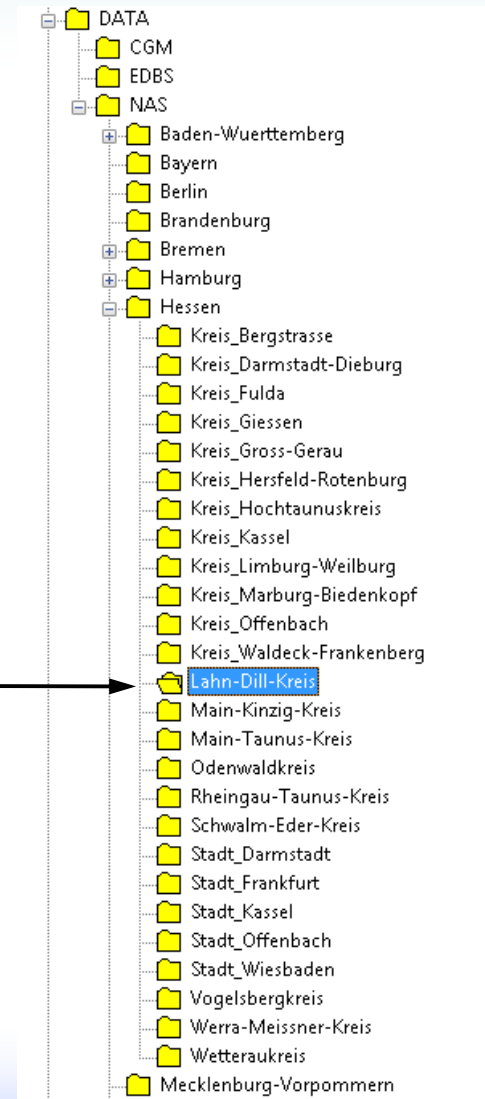 DATA
CGM
EDBS
NAS
Baden-Wuerttemberg
Bayern
Berlin
Brandenburg
Bremen
Hamburg
Hessen
Kreis_Bergstrasse
Kreis_Darmstadt-Dieburg
Kreis_Fulda
Kreis_Giessen
Kreis_Gross-Gerau
Kreis_Hersfeld-Rotenburg
Kreis_Hochtaunuskreis
Kreis_Kassel
Kreis_Limburg-Weilburg
Kreis_Marburg-Biedenkopf
Kreis_Offenbach
Kreis_Waldeck-Frankenberg
Lahn-Dill-Kreis
Main-Kinzig-Kreis
Main-Taunus-Kreis
Odenwaldkreis
Rheingau-Taunus-Kreis
Schwalm-Eder-Kreis
Stadt_Darmstadt
Stadt_Frankfurt
Stadt_Kassel
Stadt_Offenbach
Stadt_Wiesbaden
Vogelsbergkreis
Werra-Meissner-Kreis
Wetteraukreis
Mecklenburg-Vorpommern